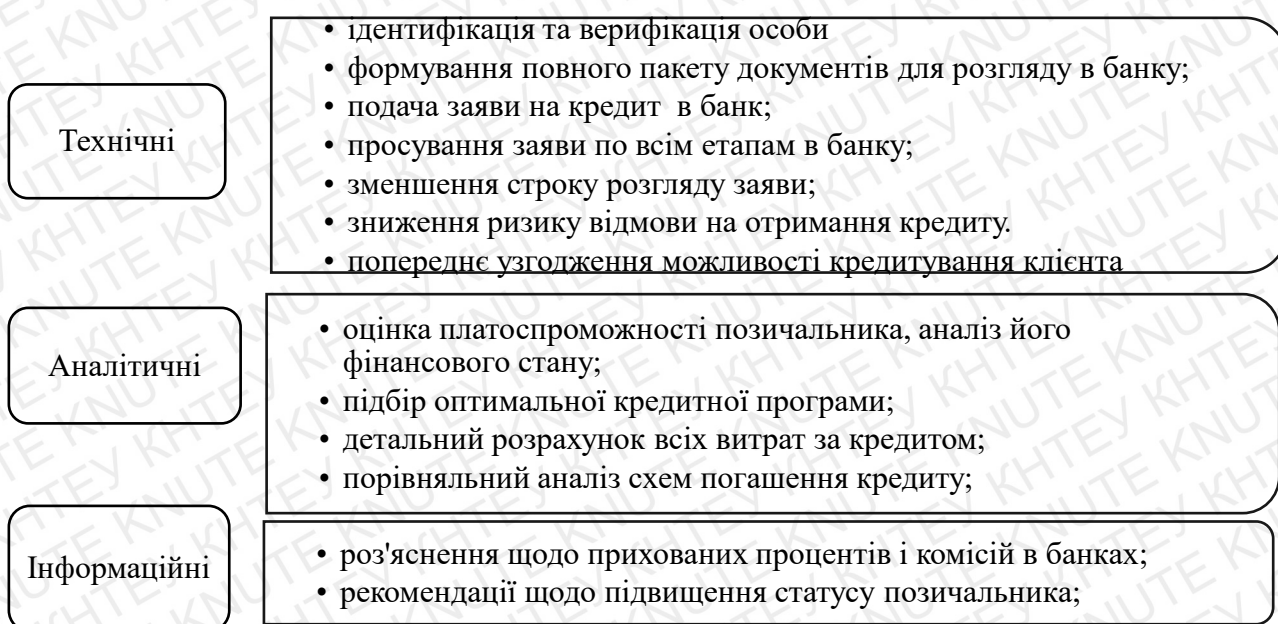 Технічні
• ідентифікація та верифікація особи
• формування повного пакету документів для розгляду в банку;
• подача заяви на кредит в банк;
• просування заяви по всім етапам в банку;
• зменшення строку розгляду заяви;
• зниження ризику відмови на отримання кредиту.
• попереднє узгодження можливості кредитування клієнта
Аналітичні
• оцінка платоспроможності позичальника, аналіз його
фінансового стану;
• підбір оптимальної кредитної програми;
• детальний розрахунок всіх витрат за кредитом;
• порівняльний аналіз схем погашення кредиту;
Інформаційні
• роз'яснення щодо прихованих процентів і комісій в банках;
• рекомендації щодо підвищення статусу позичальника;